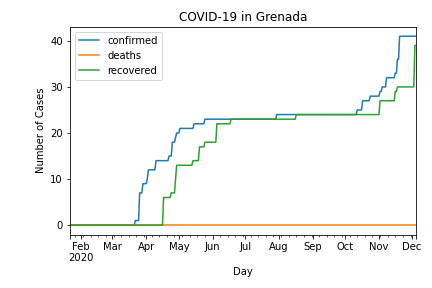 COVID-19 in Grenada
confirmed
deaths
recovered
Number of Cases
40
30
20
10
0
Feb Mar Apr May Jun Jul Aug Sep Oct Nov Dec
2020
Day